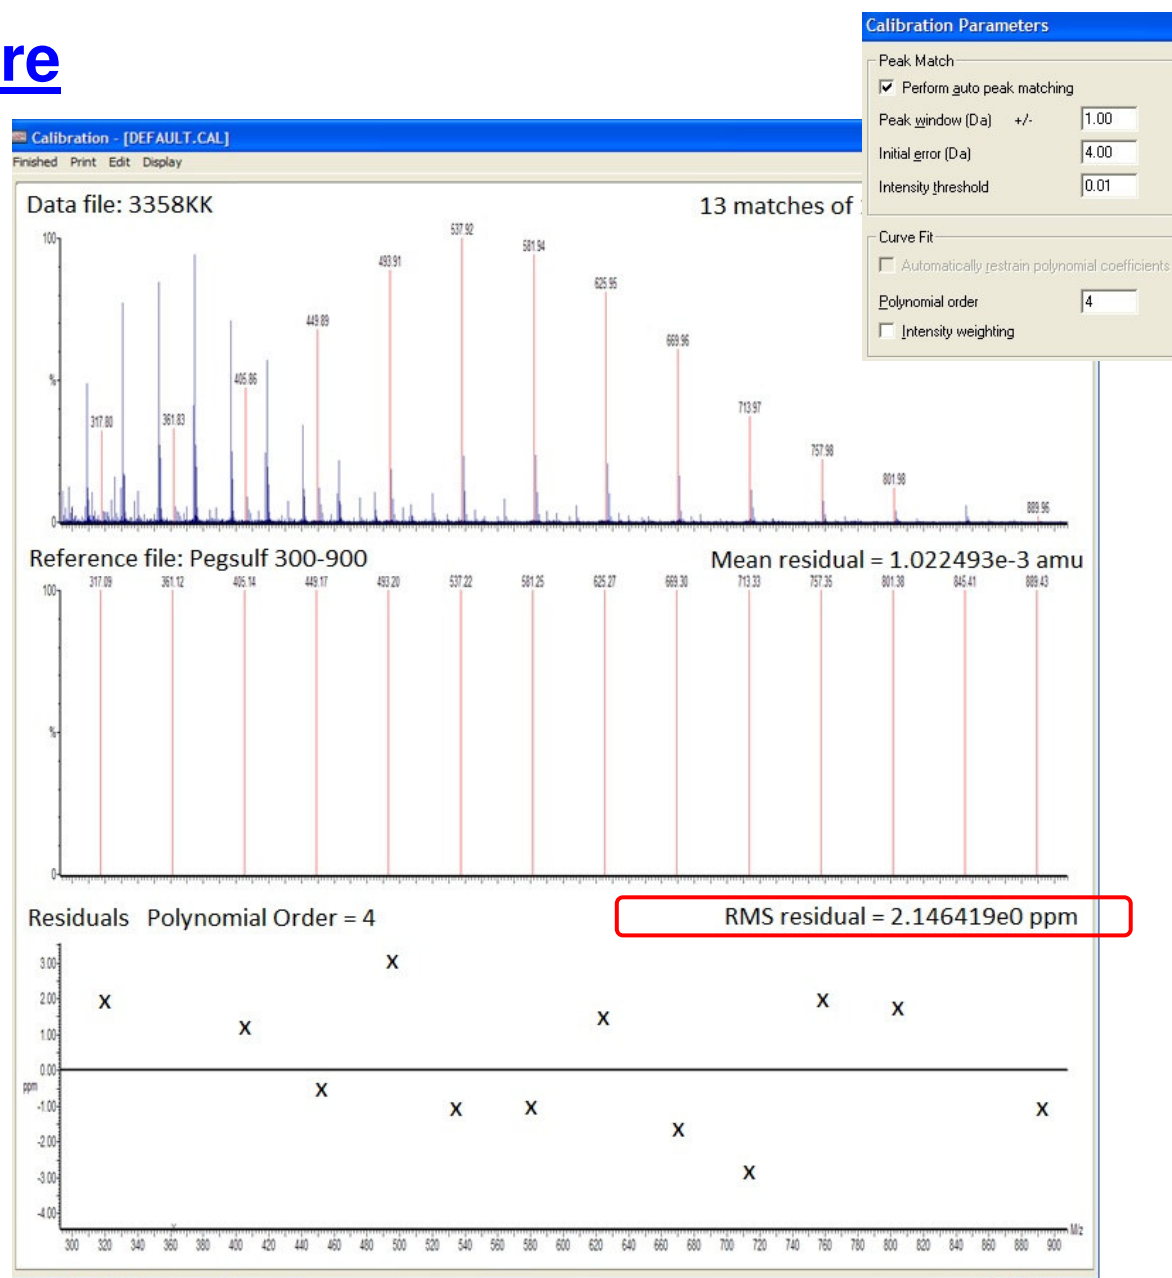 re
Calibration Parameters
Peak Match
Perform auto peak matching
Peak window (Da) +/- 1.00
Initial error (Da) 4.00
Intensity threshold 0.01
Curve Fit
Automatically restrain polynomial coefficients
Polynomial order 4
Intensity weighting
Calibration - [DEFAULT.CAL]
Finished Print Edit Display
Data file: 3358KK 13 matches of
100
%
0
317.80 361.83 405.86 449.89 493.91 537.92 581.94 625.95 669.96 713.97 757.98 801.98 889.96
Reference file: Pegsulf 300-900 Mean residual = 1.022493e-3 amu
317.09 361.12 405.14 449.17 493.20 537.22 581.25 625.27 669.30 713.33 757.35 801.38 845.41 889.43
100
%
0
Residuals Polynomial Order = 4 RMS residual = 2.146419e0 ppm
3.00
2.00
1.00
0.00
ppm
-1.00
-2.00
-3.00
-4.00
x x x x x x x x x x x x x
M/z
300 320 340 360 380 400 420 440 460 480 500 520 540 560 580 600 620 640 660 680 700 720 740 760 780 800 820 840 860 880 900